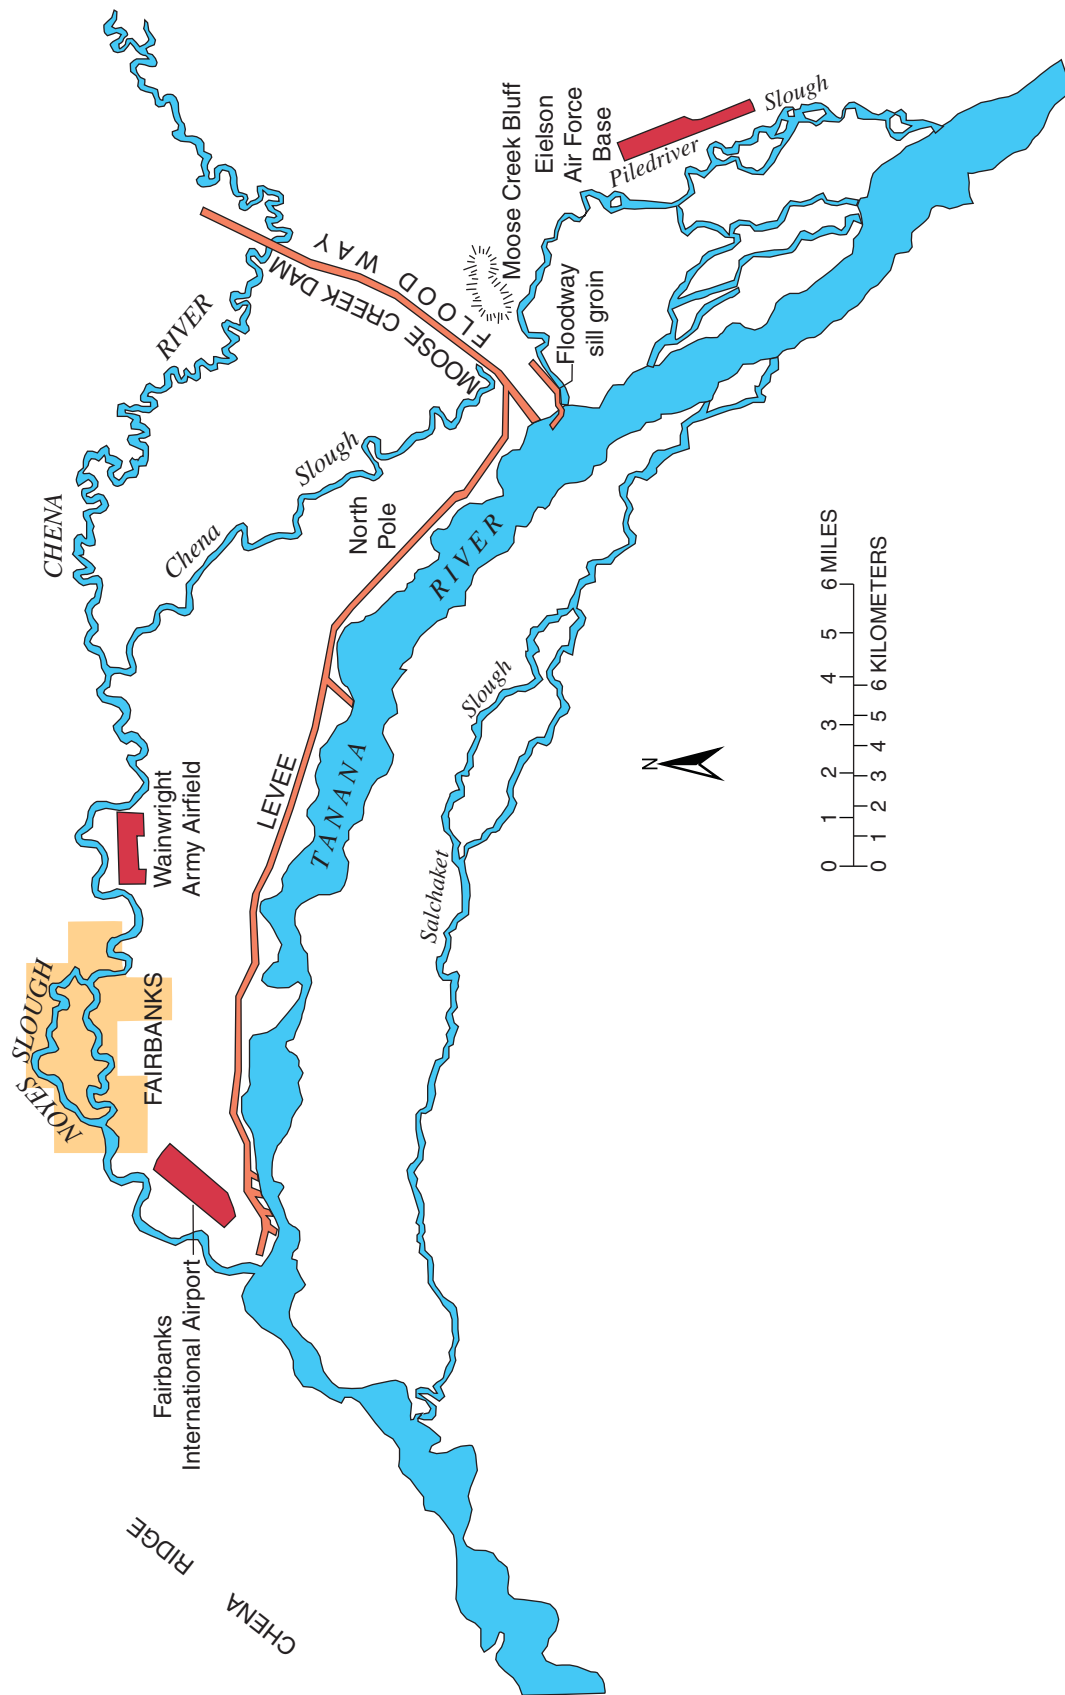 CHENA
RIDGE
Fairbanks
International Airport
NOYES SLOUGH
FAIRBANKS
Wainwright
Army Airfield
CHENA
RIVER
Chena
Slough
LEVEE
North
Pole
MOOSE CREEK DAM
FLOOD WAY
Moose Creek Bluff
Eielson
Air Force
Base
Piledriver
Slough
Floodway
sill groin
TANANA
RIVER
Salchaket
Slough
N
0 1 2 3 4 5 6 MILES
0 1 2 3 4 5 6 KILOMETERS